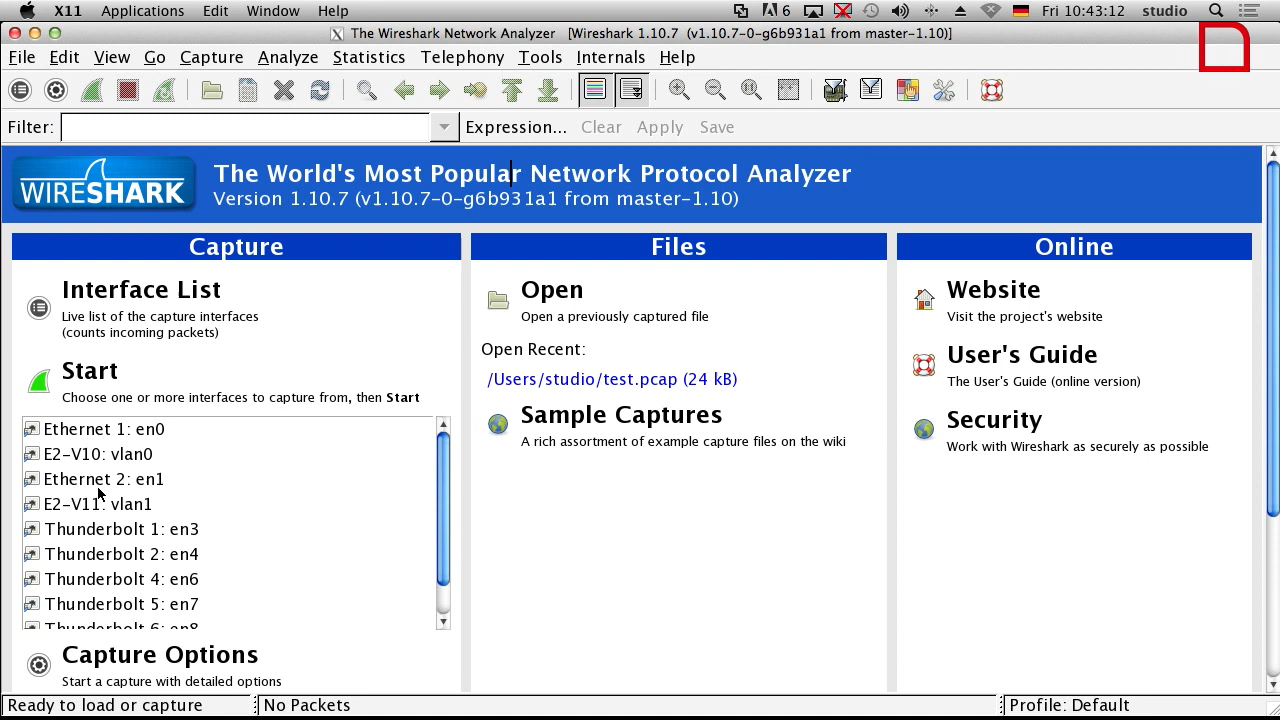 X11 Applications Edit Window Help 6 Fri 10:43:12 studio
The Wireshark Network Analyzer [Wireshark 1.10.7 (v1.10.7-0-g6b931a1 from master-1.10)]
File Edit View Go Capture Analyze Statistics Telephony Tools Internals Help
Filter: Expression... Clear Apply Save
WIRESHARK
The World's Most Popular Network Protocol Analyzer
Version 1.10.7 (v1.10.7-0-g6b931a1 from master-1.10)
Capture
Interface List
Live list of the capture interfaces
(counts incoming packets)
Start
Choose one or more interfaces to capture from, then Start
Ethernet 1: en0
E2-V10: vlan0
Ethernet 2: en1
E2-V11: vlan1
Thunderbolt 1: en3
Thunderbolt 2: en4
Thunderbolt 4: en6
Thunderbolt 5: en7
Thunderbolt 6: en8
Capture Options
Start a capture with detailed options
Files
Open
Open a previously captured file
Open Recent:
/Users/studio/test.pcap (24 kB)
Sample Captures
A rich assortment of example capture files on the wiki
Online
Website
Visit the project's website
User's Guide
The User's Guide (online version)
Security
Work with Wireshark as securely as possible
Ready to load or capture
No Packets
Profile: Default